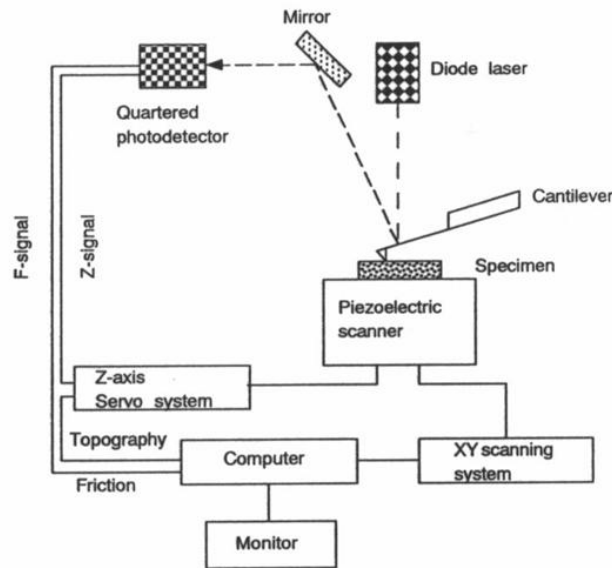 Mirror
Diode laser
Quartered
photodetector
Cantilever
Specimen
F-signal
Z-signal
Piezoelectric
scanner
Z-axis
Servo system
Topography
Computer
XY scanning
system
Friction
Monitor